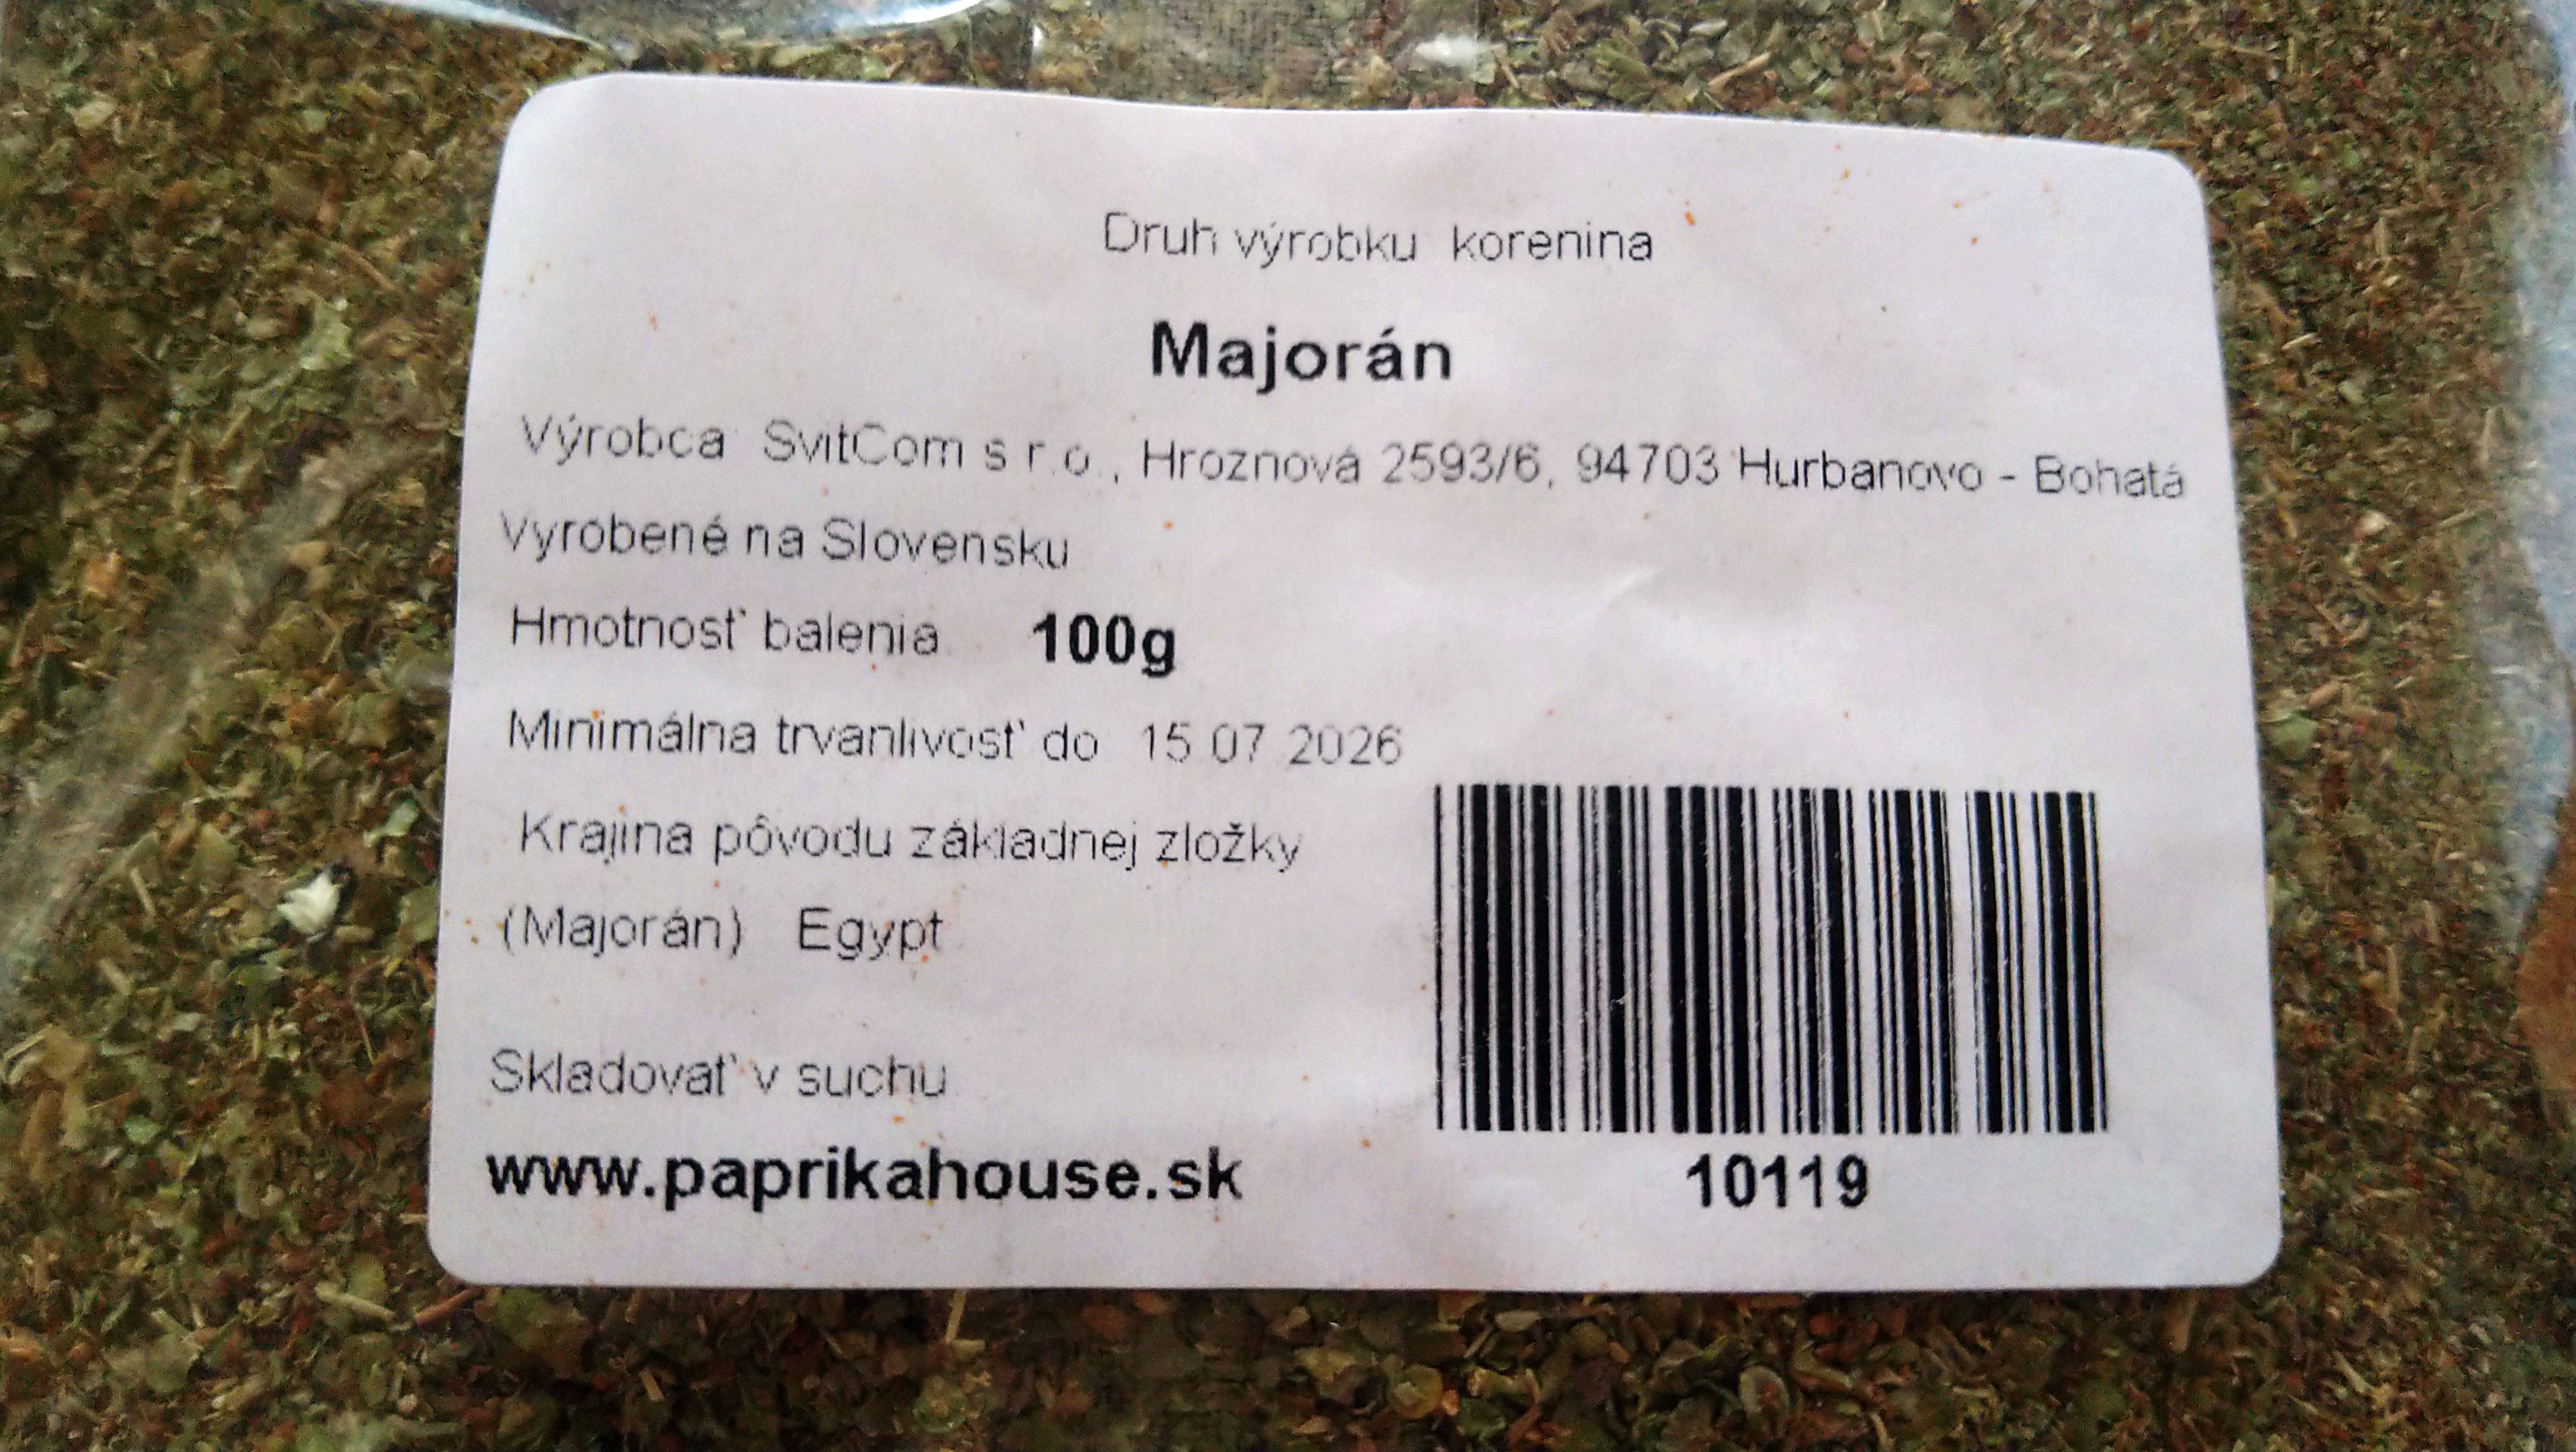 Druh výrobku korenina
Majorán
Výrobca SvitCom s r.o., Hroznová 2593/6, 94703 Hurbanovo - Bohatá
Vyrobené na Slovensku
Hmotnosť balenia 100g
Minimálna trvanlivosť do 15 07 2026
Krajina pôvodu základnej zložky
(Majorán) Egypt
Skladovať v suchu
www.paprikahouse.sk
10119